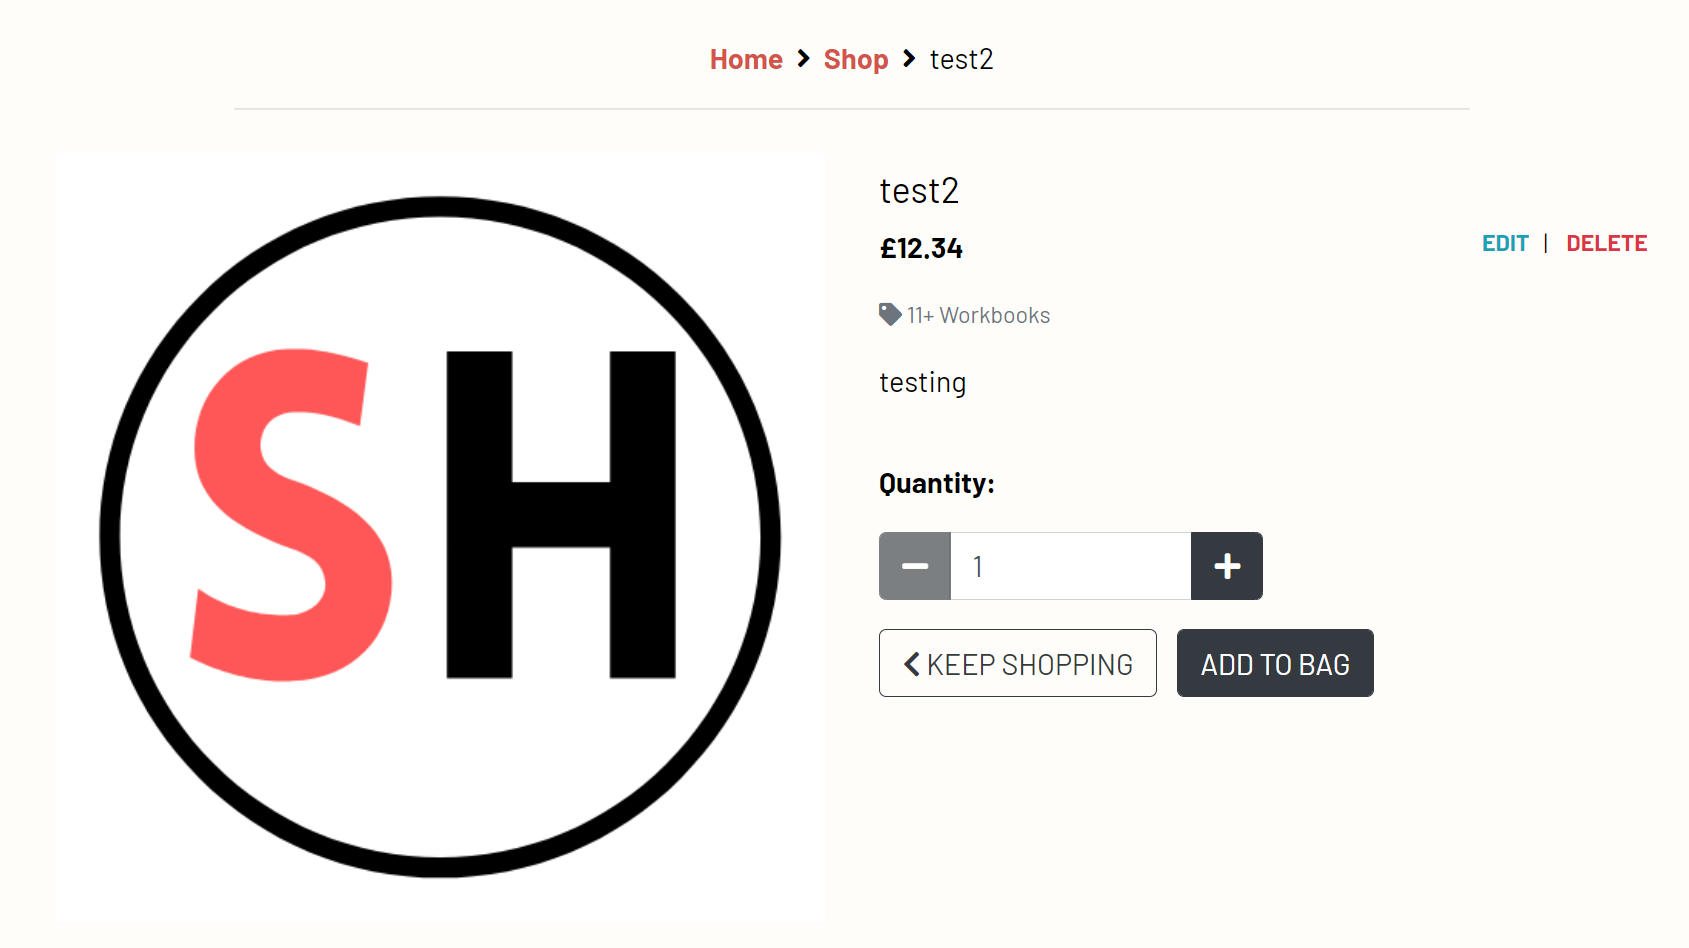 Home > Shop > test2
SH
test2
£12.34
EDIT | DELETE
11+ Workbooks
testing
Quantity:
1
KEEP SHOPPING
ADD TO BAG